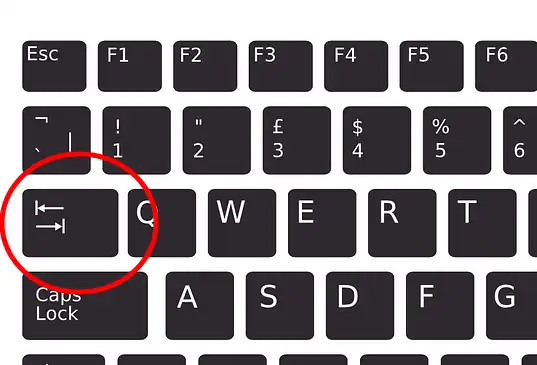 Esc F1 F2 F3 F4 F5 F6
¬ ! " £ $ % ^
` | 1 2 3 4 5 6
Q W E R T
Caps A S D F G
Lock